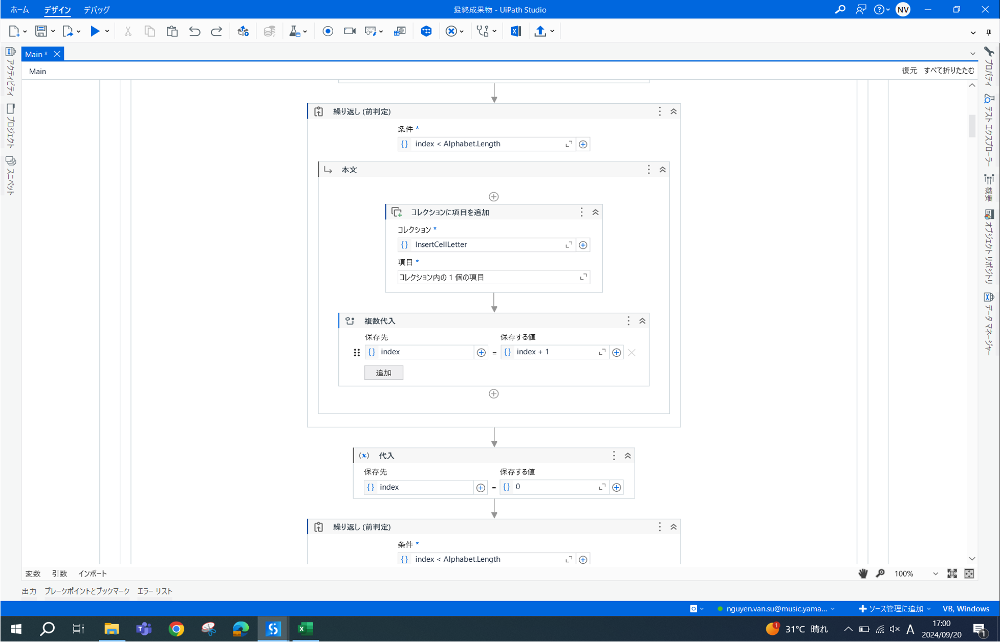 ホーム デザイン デバッグ 最終成果物 - UiPath Studio NV
Main * 
Main 復元 すべて折りたたむ
アクティビティ
プロジェクト
スニペット
繰り返し (前判定)
条件 *
{} index < Alphabet.Length
本文
コレクションに項目を追加
コレクション *
{} InsertCellLetter
項目 *
コレクション内の 1 個の項目
複数代入
保存先 保存する値
{} index = {} index + 1
追加
(x) 代入
保存先 保存する値
{} index = {} 0
繰り返し (前判定)
条件 *
{} index < Alphabet.Length
プロパティ
テスト エクスプローラー
概要
オブジェクト リポジトリ
データ マネージャー
変数 引数 インポート 100%
出力 ブレークポイントとブックマーク エラー リスト
nguyen.van.su@music.yama... ソース管理に追加 VB, Windows
1 31°C 晴れ A 17:00
2024/09/20 1